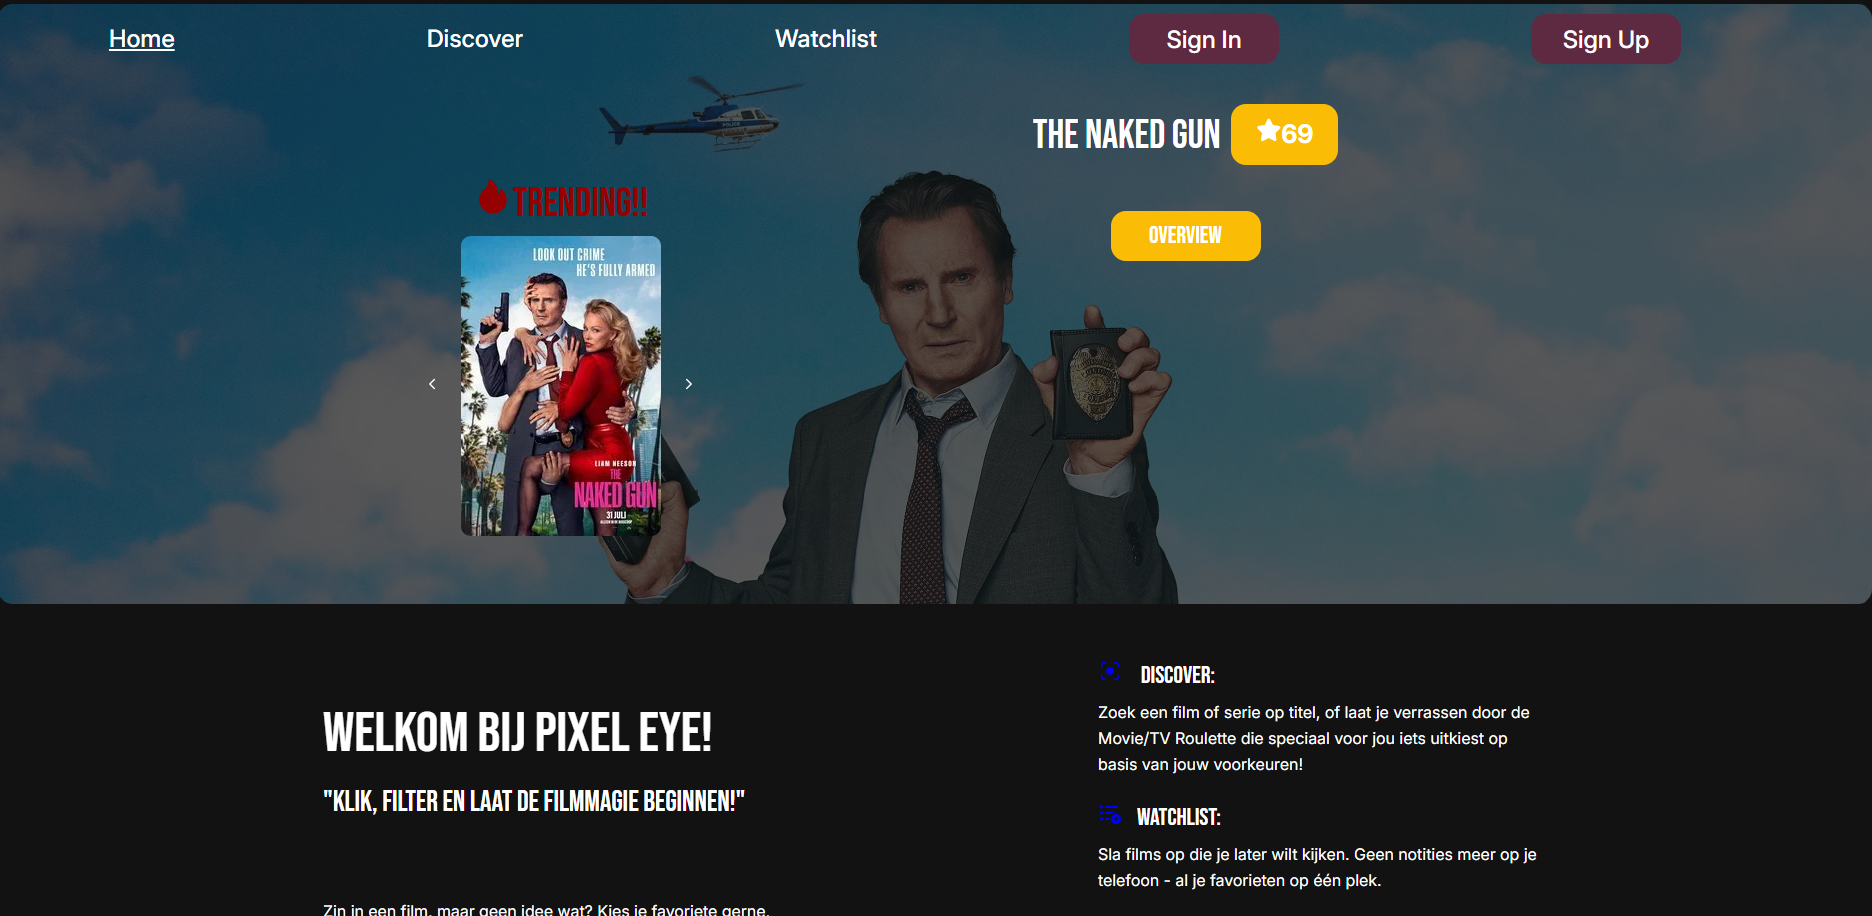 Home
Discover
Watchlist
Sign In
Sign Up
THE NAKED GUN
69
TRENDING!!
OVERVIEW
LOOK OUT CRIME
HE'S FULLY ARMED
POLICE
LIAM NEESON
THE
NAKED GUN
31 JULI
WELKOM BIJ PIXEL EYE!
"KLIK, FILTER EN LAAT DE FILMMAGIE BEGINNEN!"
Zin in een film, maar geen idee wat? Kies je favoriete genre,
DISCOVER:
Zoek een film of serie op titel, of laat je verrassen door de
Movie/TV Roulette die speciaal voor jou iets uitkiest op
basis van jouw voorkeuren!
WATCHLIST:
Sla films op die je later wilt kijken. Geen notities meer op je
telefoon - al je favorieten op één plek.